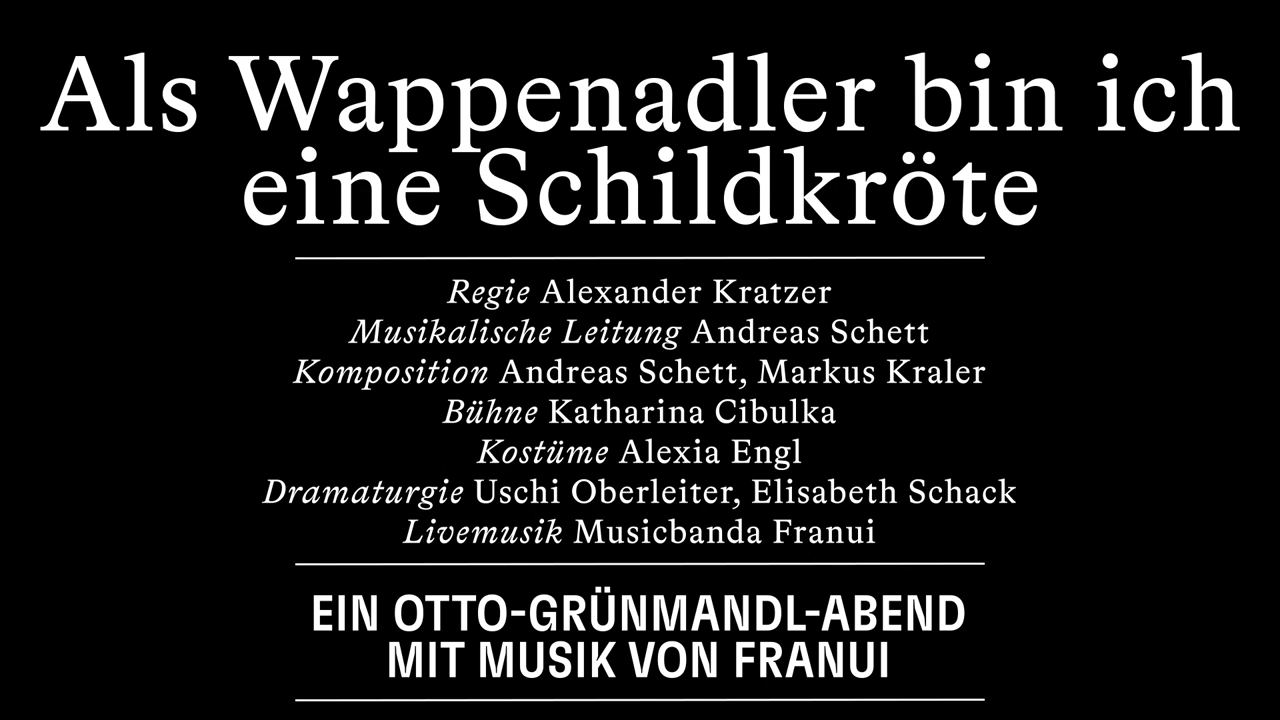 Als Wappenadler bin ich
eine Schildkröte
Regie Alexander Kratzer
Musikalische Leitung Andreas Schett
Komposition Andreas Schett, Markus Kraler
Bühne Katharina Cibulka
Kostüme Alexia Engl
Dramaturgie Uschi Oberleiter, Elisabeth Schack
Livemusik Musicbanda Franui
EIN OTTO-GRÜNMANDL-ABEND
MIT MUSIK VON FRANUI